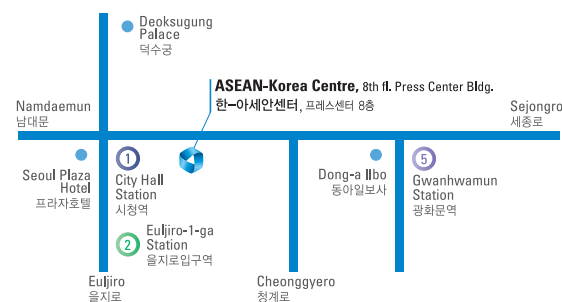 Deoksugung
Palace
덕수궁
ASEAN-Korea Centre, 8th fl. Press Center Bldg.
한-아세안센터, 프레스센터 8층
Namdaemun
남대문
Sejongro
세종로
Seoul Plaza
Hotel
프라자호텔
1
City Hall
Station
시청역
Dong-a Ilbo
동아일보사
5
Gwanhwamun
Station
광화문역
2
Euljiro-1-ga
Station
을지로입구역
Euljiro
을지로
Cheonggyero
청계로